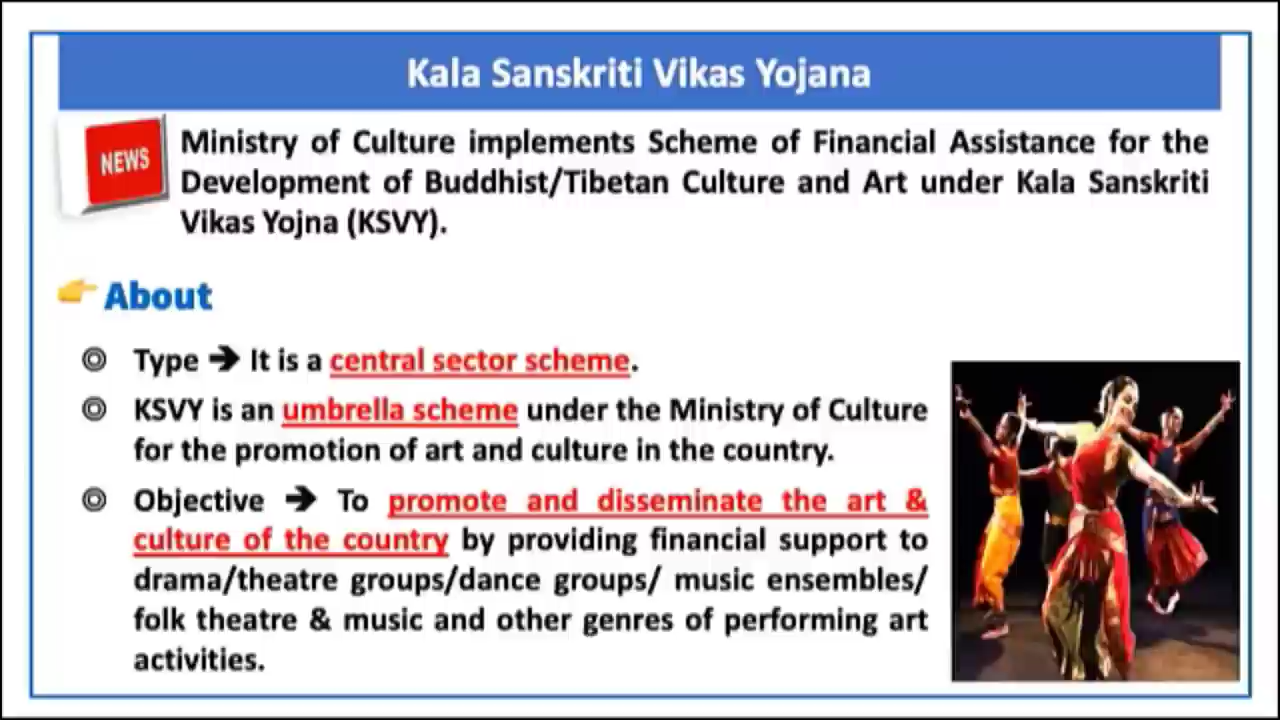 Kala Sanskriti Vikas Yojana
NEWS
Ministry of Culture implements Scheme of Financial Assistance for the
Development of Buddhist/Tibetan Culture and Art under Kala Sanskriti
Vikas Yojna (KSVY).
About
Type ➔ It is a central sector scheme.
KSVY is an umbrella scheme under the Ministry of Culture
for the promotion of art and culture in the country.
Objective ➔ To promote and disseminate the art &
culture of the country by providing financial support to
drama/theatre groups/dance groups/ music ensembles/
folk theatre & music and other genres of performing art
activities.